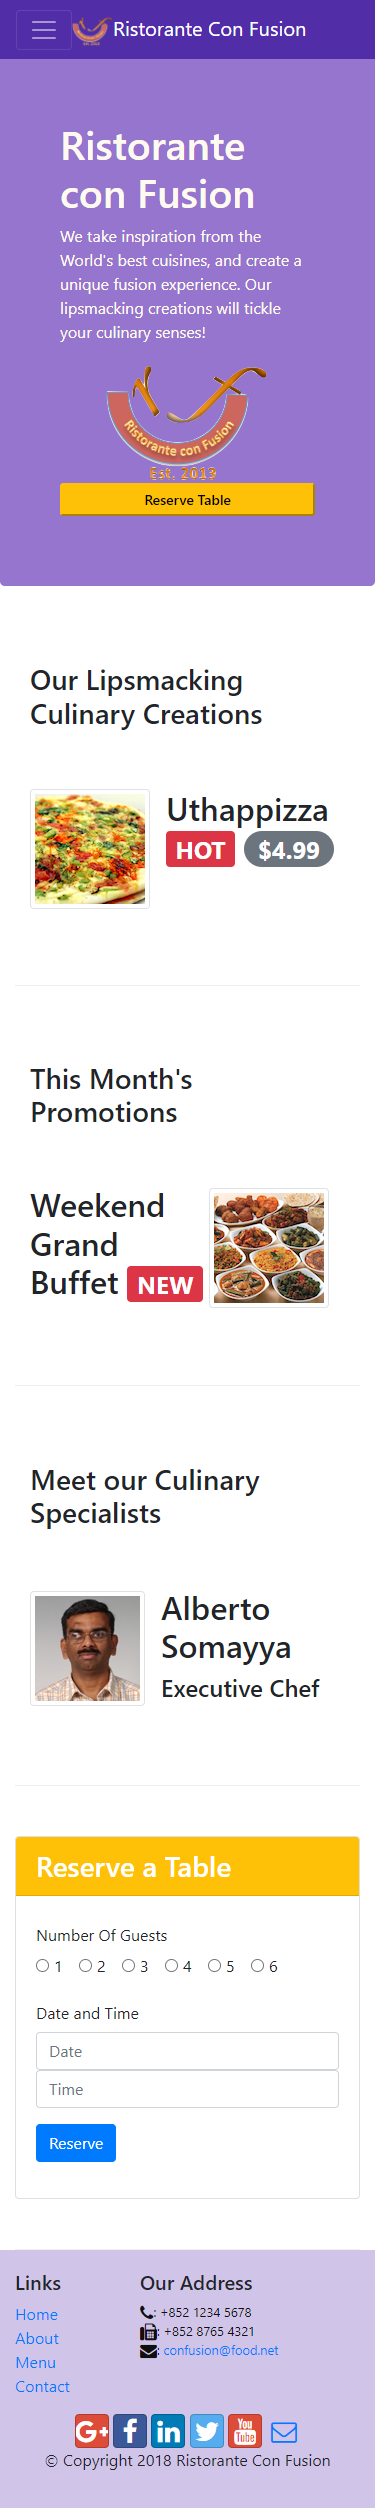 Ristorante Con Fusion
Ristorante
con Fusion
We take inspiration from the
World's best cuisines, and create a
unique fusion experience. Our
lipsmacking creations will tickle
your culinary senses!
Ristorante con Fusion
Est. 2013
Reserve Table
Our Lipsmacking
Culinary Creations
Uthappizza
HOT $4.99
This Month's
Promotions
Weekend
Grand
Buffet NEW
Meet our Culinary
Specialists
Alberto
Somayya
Executive Chef
Reserve a Table
Number Of Guests
1 2 3 4 5 6
Date and Time
Date
Time
Reserve
Links
Home
About
Menu
Contact
Our Address
: +852 1234 5678
: +852 8765 4321
: confusion@food.net
G+ f in You Tube
© Copyright 2018 Ristorante Con Fusion